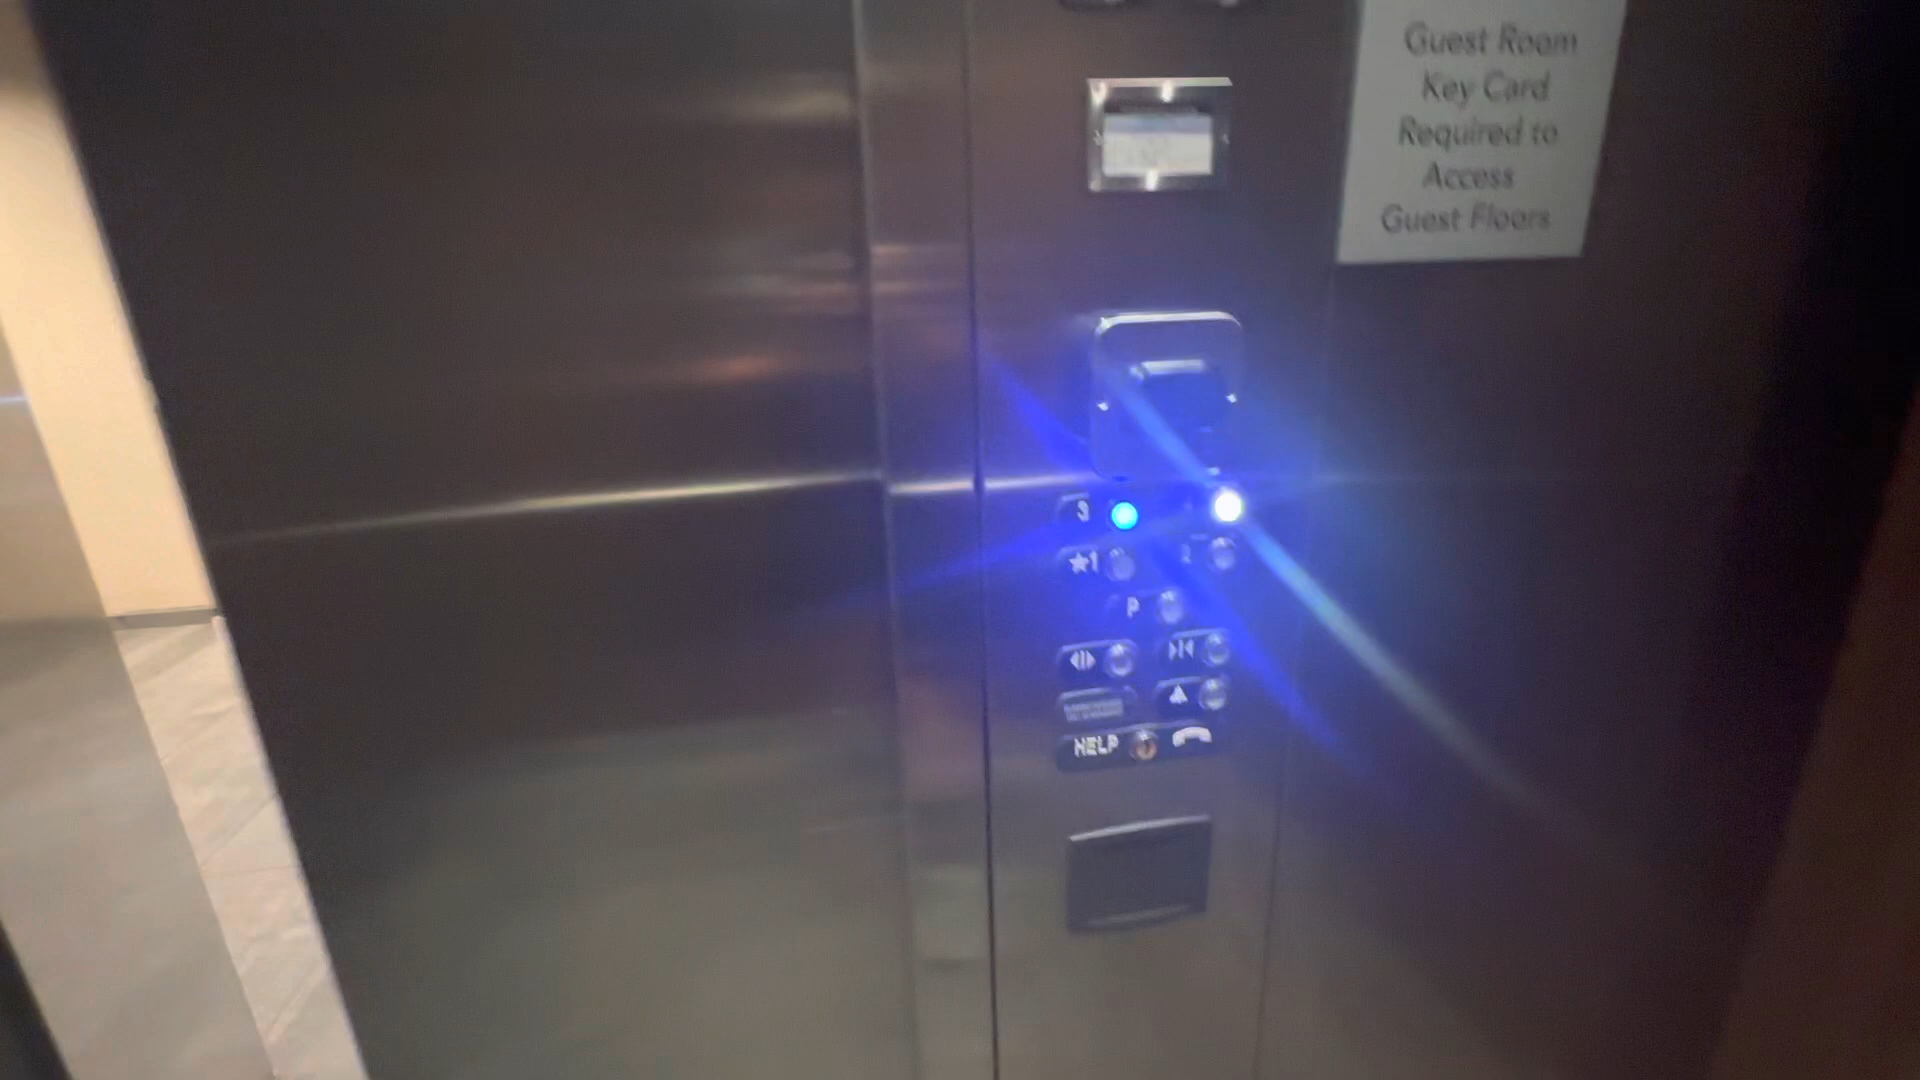 Guest Room
Key Card
Required to
Access
Guest Floors
3
★1 2
P
HELP